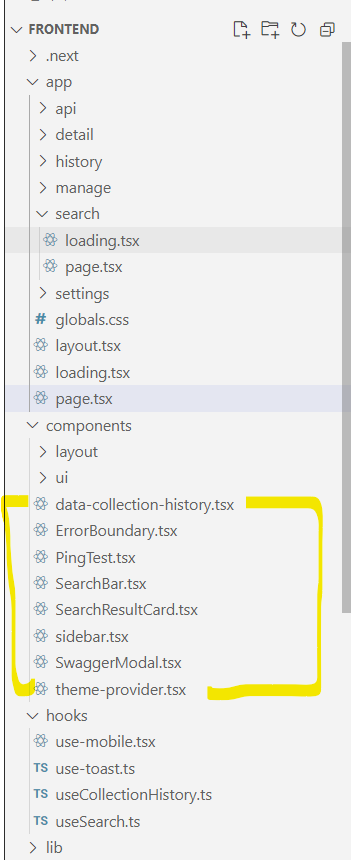 FRONTEND
.next
app
api
detail
history
manage
search
loading.tsx
page.tsx
settings
# globals.css
layout.tsx
loading.tsx
page.tsx
components
layout
ui
data-collection-history.tsx
ErrorBoundary.tsx
PingTest.tsx
SearchBar.tsx
SearchResultCard.tsx
sidebar.tsx
SwaggerModal.tsx
theme-provider.tsx
hooks
use-mobile.tsx
TS use-toast.ts
TS useCollectionHistory.ts
TS useSearch.ts
lib